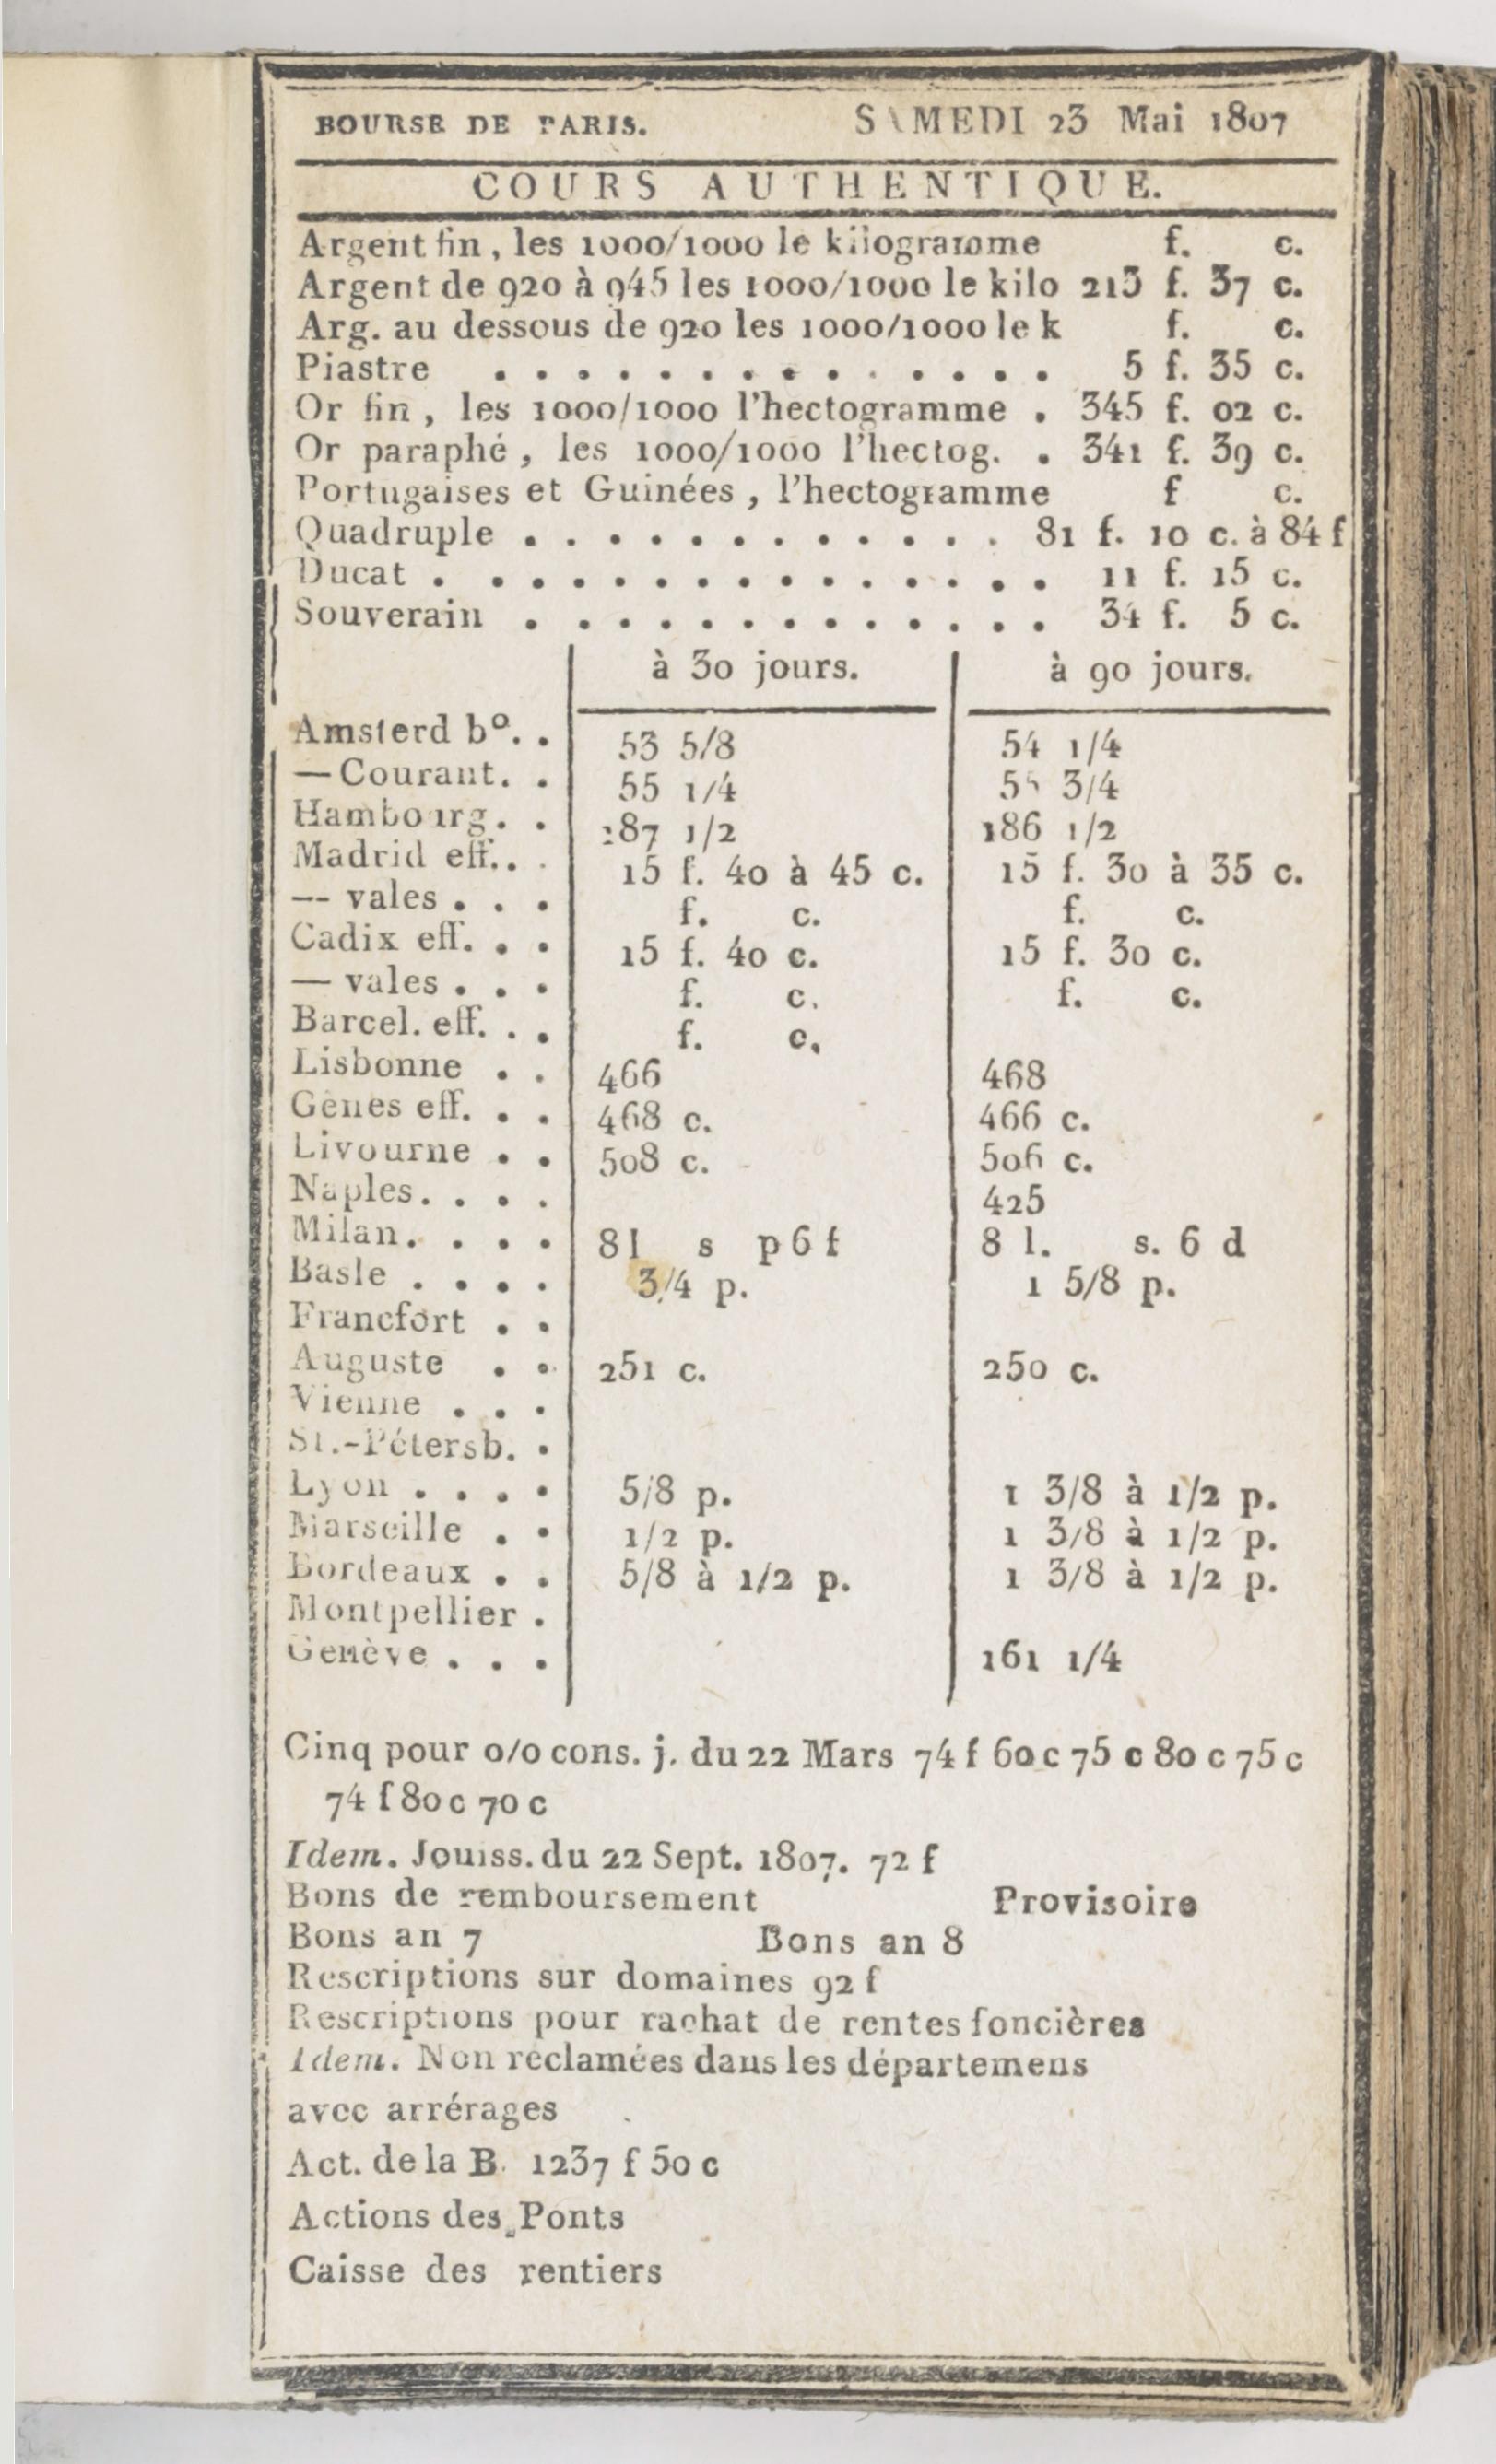 BOURSE DE PARIS. SAMEDI 23 Mai 1807
COURS AUTHENTIQUE.
Argent fin, les 1000/1000 le kilogramme f. c.
Argent de 920 à 945 les 1000/1000 le kilo 213 f. 37 c.
Arg. au dessous de 920 les 1000/1000 le k f. c.
Piastre . . . . . . . . . . . . . . 5 f. 35 c.
Or fin, les 1000/1000 l'hectogramme . 345 f. 02 c.
Or paraphé, les 1000/1000 l'hectog. . 341 f. 39 c.
Portugaises et Guinées, l'hectogramme f c.
Quadruple . . . . . . . . . . . . 81 f. 10 c. à 84 f
Ducat . . . . . . . . . . . . . . . 11 f. 15 c.
Souverain . . . . . . . . . . . . . 34 f. 5 c.
à 30 jours. à 90 jours.
Amsterd bº. . 53 5/8 54 1/4
—Courant. . 55 1/4 55 3/4
Hambourg. . 187 1/2 186 1/2
Madrid eff.. . 15 f. 40 à 45 c. 15 f. 30 à 35 c.
— vales . . . f. c. f. c.
Cadix eff. . . 15 f. 40 c. 15 f. 30 c.
— vales . . . f. c. f. c.
Barcel. eff. . . f. c.
Lisbonne . . 466 468
Gènes eff. . . 468 c. 466 c.
Livourne . . 508 c. 506 c.
Naples. . . . 425
Milan. . . . 8 l s p 6 f 8 l. s. 6 d
Basle . . . . 3/4 p. 1 5/8 p.
Francfort . .
Auguste . . 251 c. 250 c.
Vienne . . .
St.-Pétersb. .
Lyon . . . . 5/8 p. 1 3/8 à 1/2 p.
Marseille . . 1/2 p. 1 3/8 à 1/2 p.
Bordeaux . . 5/8 à 1/2 p. 1 3/8 à 1/2 p.
Montpellier .
Genève . . . 161 1/4
Cinq pour 0/0 cons. j. du 22 Mars 74 f 60 c 75 c 80 c 75 c
74 f 80 c 70 c
Idem. Jouiss. du 22 Sept. 1807. 72 f
Bons de remboursement Provisoire
Bons an 7 Bons an 8
Rescriptions sur domaines 92 f
Rescriptions pour rachat de rentes foncières
Idem. Non réclamées dans les départemens
avec arrérages
Act. de la B. 1237 f 50 c
Actions des Ponts
Caisse des rentiers